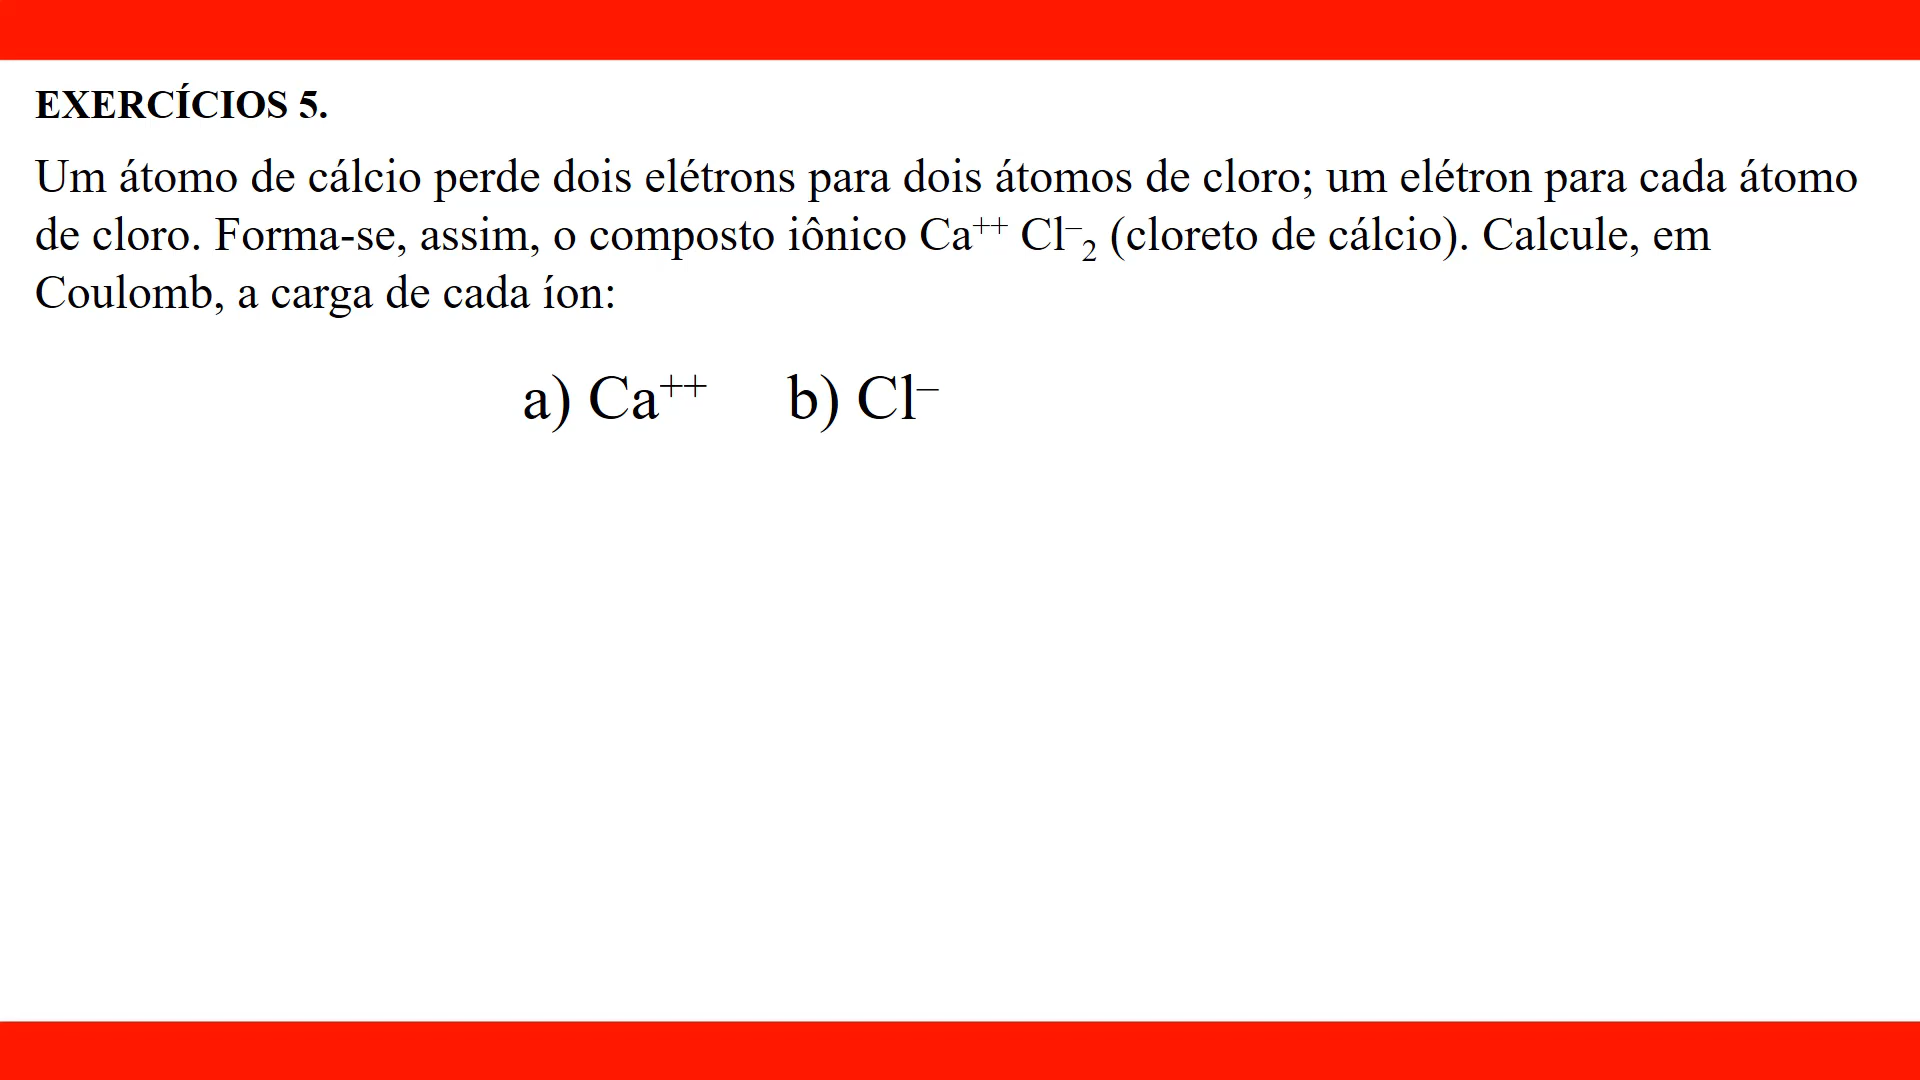 EXERCÍCIOS 5.
Um átomo de cálcio perde dois elétrons para dois átomos de cloro; um elétron para cada átomo
de cloro. Forma-se, assim, o composto iônico Ca⁺⁺ Cl⁻₂ (cloreto de cálcio). Calcule, em
Coulomb, a carga de cada íon:
a) Ca⁺⁺ b) Cl⁻